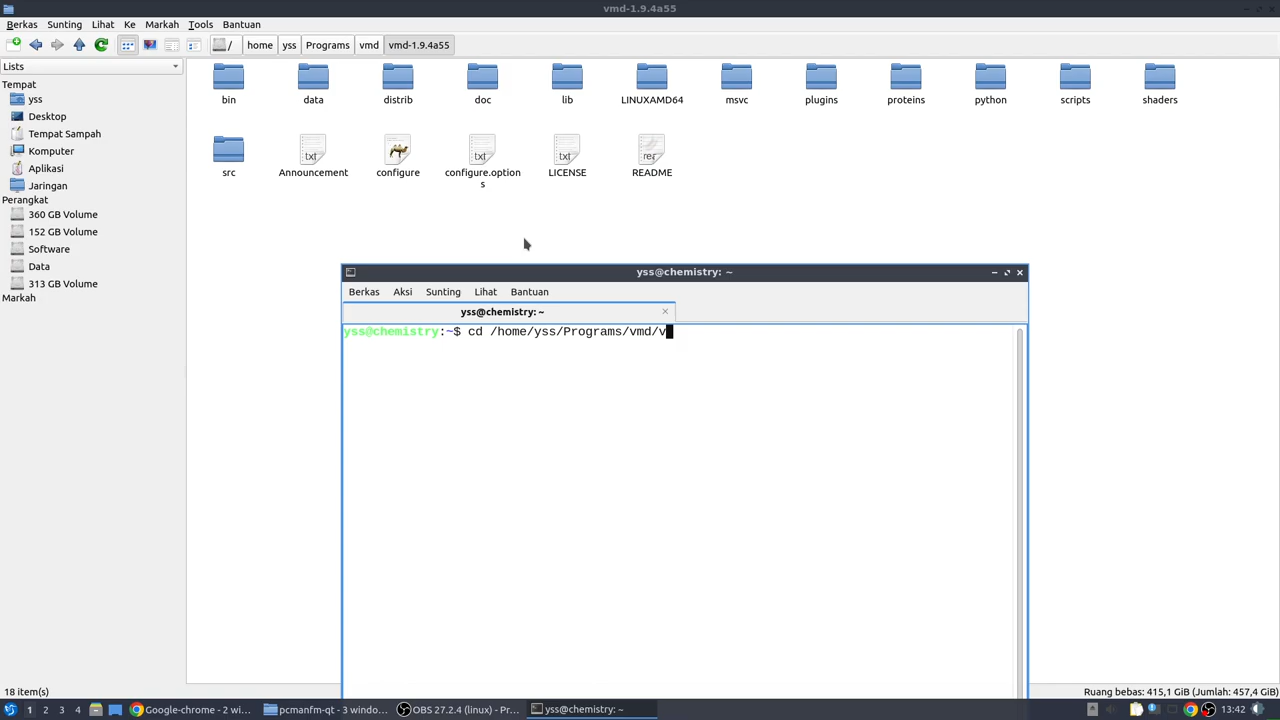 vmd-1.9.4a55
Berkas Sunting Lihat Ke Markah Tools Bantuan
/ home yss Programs vmd vmd-1.9.4a55
Lists
Tempat
yss
Desktop
Tempat Sampah
Komputer
Aplikasi
Jaringan
Perangkat
360 GB Volume
152 GB Volume
Software
Data
313 GB Volume
Markah
bin data distrib doc lib LINUXAMD64 msvc plugins proteins python scripts shaders
txt txt txt
src Announcement configure configure.option
s
LICENSE README
yss@chemistry: ~
Berkas Aksi Sunting Lihat Bantuan
yss@chemistry: ~
yss@chemistry:~$ cd /home/yss/Programs/vmd/v
18 item(s)
Ruang bebas: 415,1 GiB (Jumlah: 457,4 GiB)
1 2 3 4 Google-chrome - 2 wi... pcmanfm-qt - 3 windo... OBS 27.2.4 (linux) - Pr... yss@chemistry: ~ 13:42